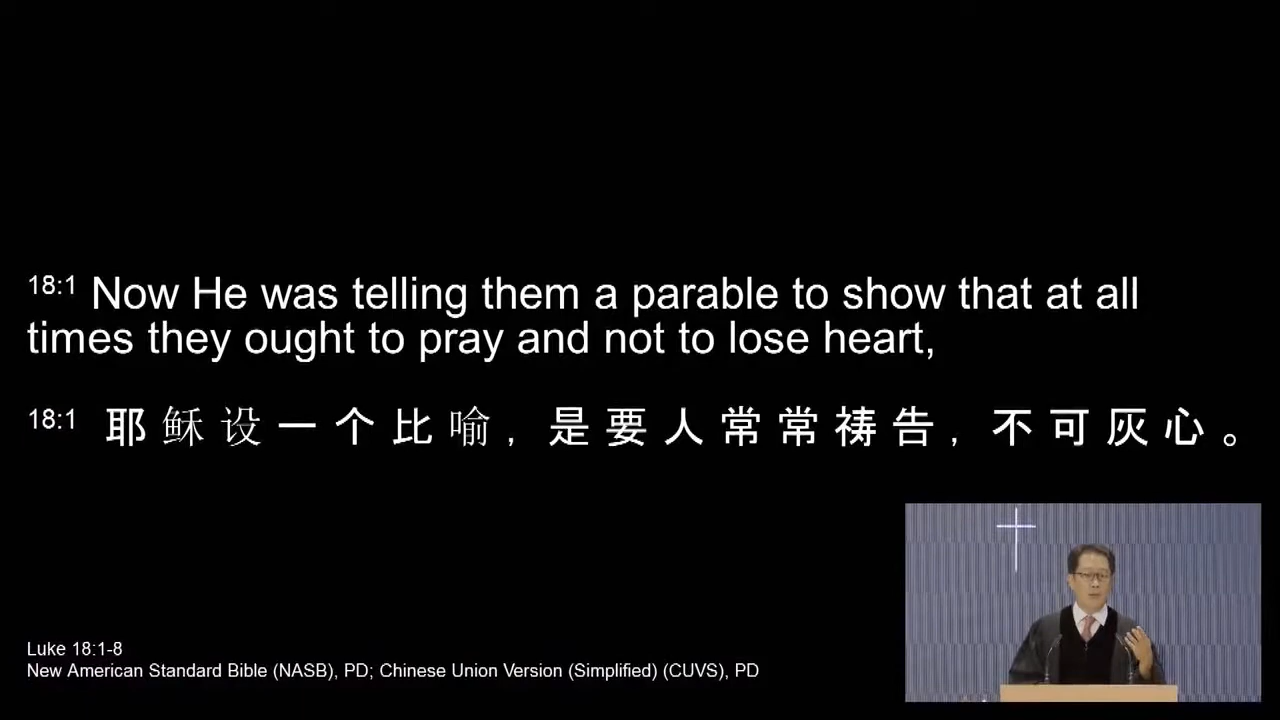 18:1 Now He was telling them a parable to show that at all
times they ought to pray and not to lose heart,
18:1 耶稣设一个比喻，是要人常常祷告，不可灰心。
Luke 18:1-8
New American Standard Bible (NASB), PD; Chinese Union Version (Simplified) (CUVS), PD